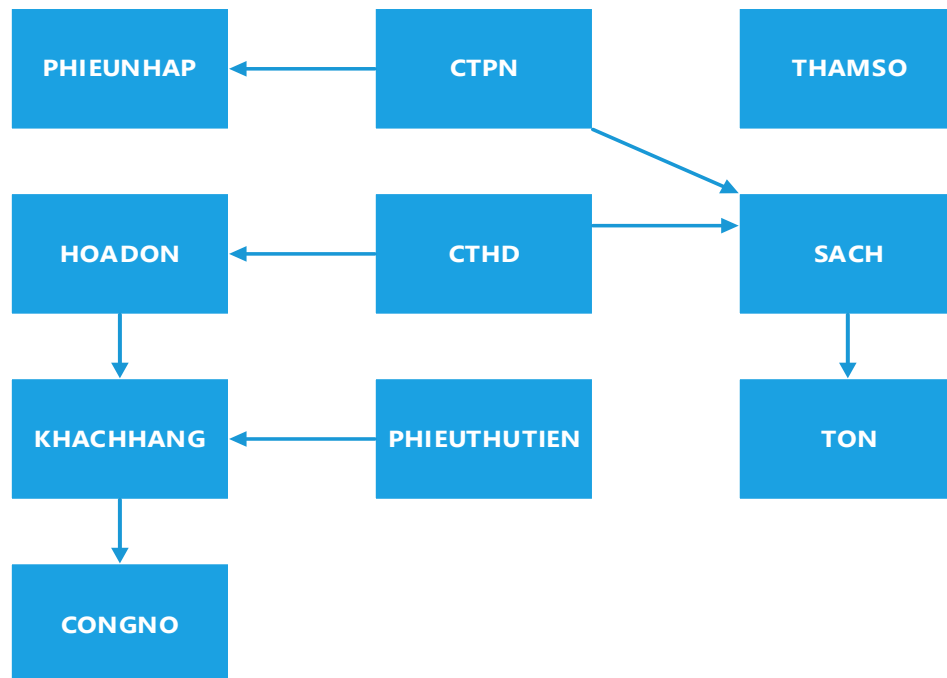 PHIEUNHAP
CTPN
THAMSO
HOADON
CTHD
SACH
KHACHHANG
PHIEUTHUTIEN
TON
CONGNO